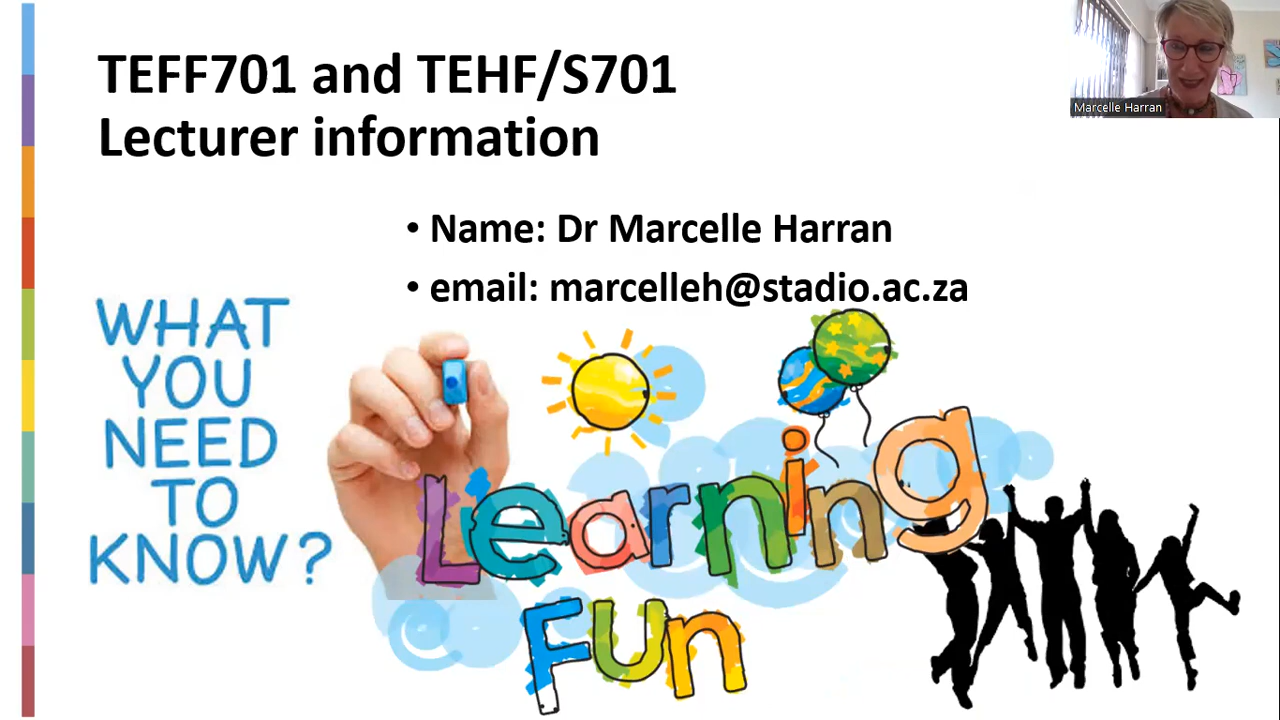 TEFF701 and TEHF/S701
Lecturer information
Marcelle Harran
• Name: Dr Marcelle Harran
• email: marcelleh@stadio.ac.za
WHAT
YOU
NEED
TO
KNOW?
Learning
Fun